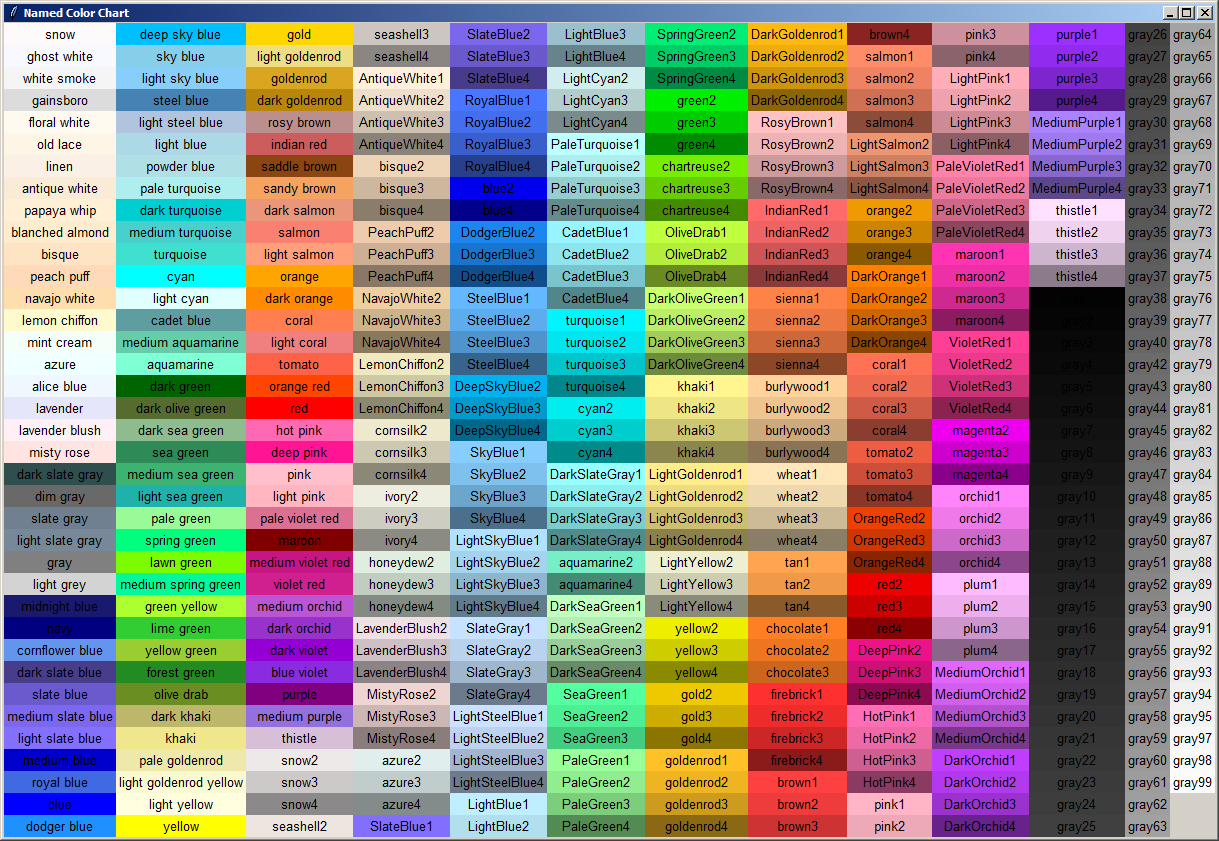 Named Color Chart
snow
ghost white
white smoke
gainsboro
floral white
old lace
linen
antique white
papaya whip
blanched almond
bisque
peach puff
navajo white
lemon chiffon
mint cream
azure
alice blue
lavender
lavender blush
misty rose
dark slate gray
dim gray
slate gray
light slate gray
gray
light grey
midnight blue
navy
cornflower blue
dark slate blue
slate blue
medium slate blue
light slate blue
medium blue
royal blue
blue
dodger blue
deep sky blue
sky blue
light sky blue
steel blue
light steel blue
light blue
powder blue
pale turquoise
dark turquoise
medium turquoise
turquoise
cyan
light cyan
cadet blue
medium aquamarine
aquamarine
dark green
dark olive green
dark sea green
sea green
medium sea green
light sea green
pale green
spring green
lawn green
medium spring green
green yellow
lime green
yellow green
forest green
olive drab
dark khaki
khaki
pale goldenrod
light goldenrod yellow
light yellow
yellow
gold
light goldenrod
goldenrod
dark goldenrod
rosy brown
indian red
saddle brown
sandy brown
dark salmon
salmon
light salmon
orange
dark orange
coral
light coral
tomato
orange red
red
hot pink
deep pink
pink
light pink
pale violet red
maroon
medium violet red
violet red
medium orchid
dark orchid
dark violet
blue violet
purple
medium purple
thistle
snow2
snow3
snow4
seashell2
seashell3
seashell4
AntiqueWhite1
AntiqueWhite2
AntiqueWhite3
AntiqueWhite4
bisque2
bisque3
bisque4
PeachPuff2
PeachPuff3
PeachPuff4
NavajoWhite2
NavajoWhite3
NavajoWhite4
LemonChiffon2
LemonChiffon3
LemonChiffon4
cornsilk2
cornsilk3
cornsilk4
ivory2
ivory3
ivory4
honeydew2
honeydew3
honeydew4
LavenderBlush2
LavenderBlush3
LavenderBlush4
MistyRose2
MistyRose3
MistyRose4
azure2
azure3
azure4
SlateBlue1
SlateBlue2
SlateBlue3
SlateBlue4
RoyalBlue1
RoyalBlue2
RoyalBlue3
RoyalBlue4
blue2
blue4
DodgerBlue2
DodgerBlue3
DodgerBlue4
SteelBlue1
SteelBlue2
SteelBlue3
SteelBlue4
DeepSkyBlue2
DeepSkyBlue3
DeepSkyBlue4
SkyBlue1
SkyBlue2
SkyBlue3
SkyBlue4
LightSkyBlue1
LightSkyBlue2
LightSkyBlue3
LightSkyBlue4
SlateGray1
SlateGray2
SlateGray3
SlateGray4
LightSteelBlue1
LightSteelBlue2
LightSteelBlue3
LightSteelBlue4
LightBlue1
LightBlue2
LightBlue3
LightBlue4
LightCyan2
LightCyan3
LightCyan4
PaleTurquoise1
PaleTurquoise2
PaleTurquoise3
PaleTurquoise4
CadetBlue1
CadetBlue2
CadetBlue3
CadetBlue4
turquoise1
turquoise2
turquoise3
turquoise4
cyan2
cyan3
cyan4
DarkSlateGray1
DarkSlateGray2
DarkSlateGray3
DarkSlateGray4
aquamarine2
aquamarine4
DarkSeaGreen1
DarkSeaGreen2
DarkSeaGreen3
DarkSeaGreen4
SeaGreen1
SeaGreen2
SeaGreen3
PaleGreen1
PaleGreen2
PaleGreen3
PaleGreen4
SpringGreen2
SpringGreen3
SpringGreen4
green2
green3
green4
chartreuse2
chartreuse3
chartreuse4
OliveDrab1
OliveDrab2
OliveDrab4
DarkOliveGreen1
DarkOliveGreen2
DarkOliveGreen3
DarkOliveGreen4
khaki1
khaki2
khaki3
khaki4
LightGoldenrod1
LightGoldenrod2
LightGoldenrod3
LightGoldenrod4
LightYellow2
LightYellow3
LightYellow4
yellow2
yellow3
yellow4
gold2
gold3
gold4
goldenrod1
goldenrod2
goldenrod3
goldenrod4
DarkGoldenrod1
DarkGoldenrod2
DarkGoldenrod3
DarkGoldenrod4
RosyBrown1
RosyBrown2
RosyBrown3
RosyBrown4
IndianRed1
IndianRed2
IndianRed3
IndianRed4
sienna1
sienna2
sienna3
sienna4
burlywood1
burlywood2
burlywood3
burlywood4
wheat1
wheat2
wheat3
wheat4
tan1
tan2
tan4
chocolate1
chocolate2
chocolate3
firebrick1
firebrick2
firebrick3
firebrick4
brown1
brown2
brown3
brown4
salmon1
salmon2
salmon3
salmon4
LightSalmon2
LightSalmon3
LightSalmon4
orange2
orange3
orange4
DarkOrange1
DarkOrange2
DarkOrange3
DarkOrange4
coral1
coral2
coral3
coral4
tomato2
tomato3
tomato4
OrangeRed2
OrangeRed3
OrangeRed4
red2
red3
red4
DeepPink2
DeepPink3
DeepPink4
HotPink1
HotPink2
HotPink3
HotPink4
pink1
pink2
pink3
pink4
LightPink1
LightPink2
LightPink3
LightPink4
PaleVioletRed1
PaleVioletRed2
PaleVioletRed3
PaleVioletRed4
maroon1
maroon2
maroon3
maroon4
VioletRed1
VioletRed2
VioletRed3
VioletRed4
magenta2
magenta3
magenta4
orchid1
orchid2
orchid3
orchid4
plum1
plum2
plum3
plum4
MediumOrchid1
MediumOrchid2
MediumOrchid3
MediumOrchid4
DarkOrchid1
DarkOrchid2
DarkOrchid3
DarkOrchid4
purple1
purple2
purple3
purple4
MediumPurple1
MediumPurple2
MediumPurple3
MediumPurple4
thistle1
thistle2
thistle3
thistle4
gray2
gray3
gray4
gray5
gray6
gray7
gray8
gray9
gray10
gray11
gray12
gray13
gray14
gray15
gray16
gray17
gray18
gray19
gray20
gray21
gray22
gray23
gray24
gray25
gray26
gray27
gray28
gray29
gray30
gray31
gray32
gray33
gray34
gray35
gray36
gray37
gray38
gray39
gray40
gray42
gray43
gray44
gray45
gray46
gray47
gray48
gray49
gray50
gray51
gray52
gray53
gray54
gray55
gray56
gray57
gray58
gray59
gray60
gray61
gray62
gray63
gray64
gray65
gray66
gray67
gray68
gray69
gray70
gray71
gray72
gray73
gray74
gray75
gray76
gray77
gray78
gray79
gray80
gray81
gray82
gray83
gray84
gray85
gray86
gray87
gray88
gray89
gray90
gray91
gray92
gray93
gray94
gray95
gray97
gray98
gray99